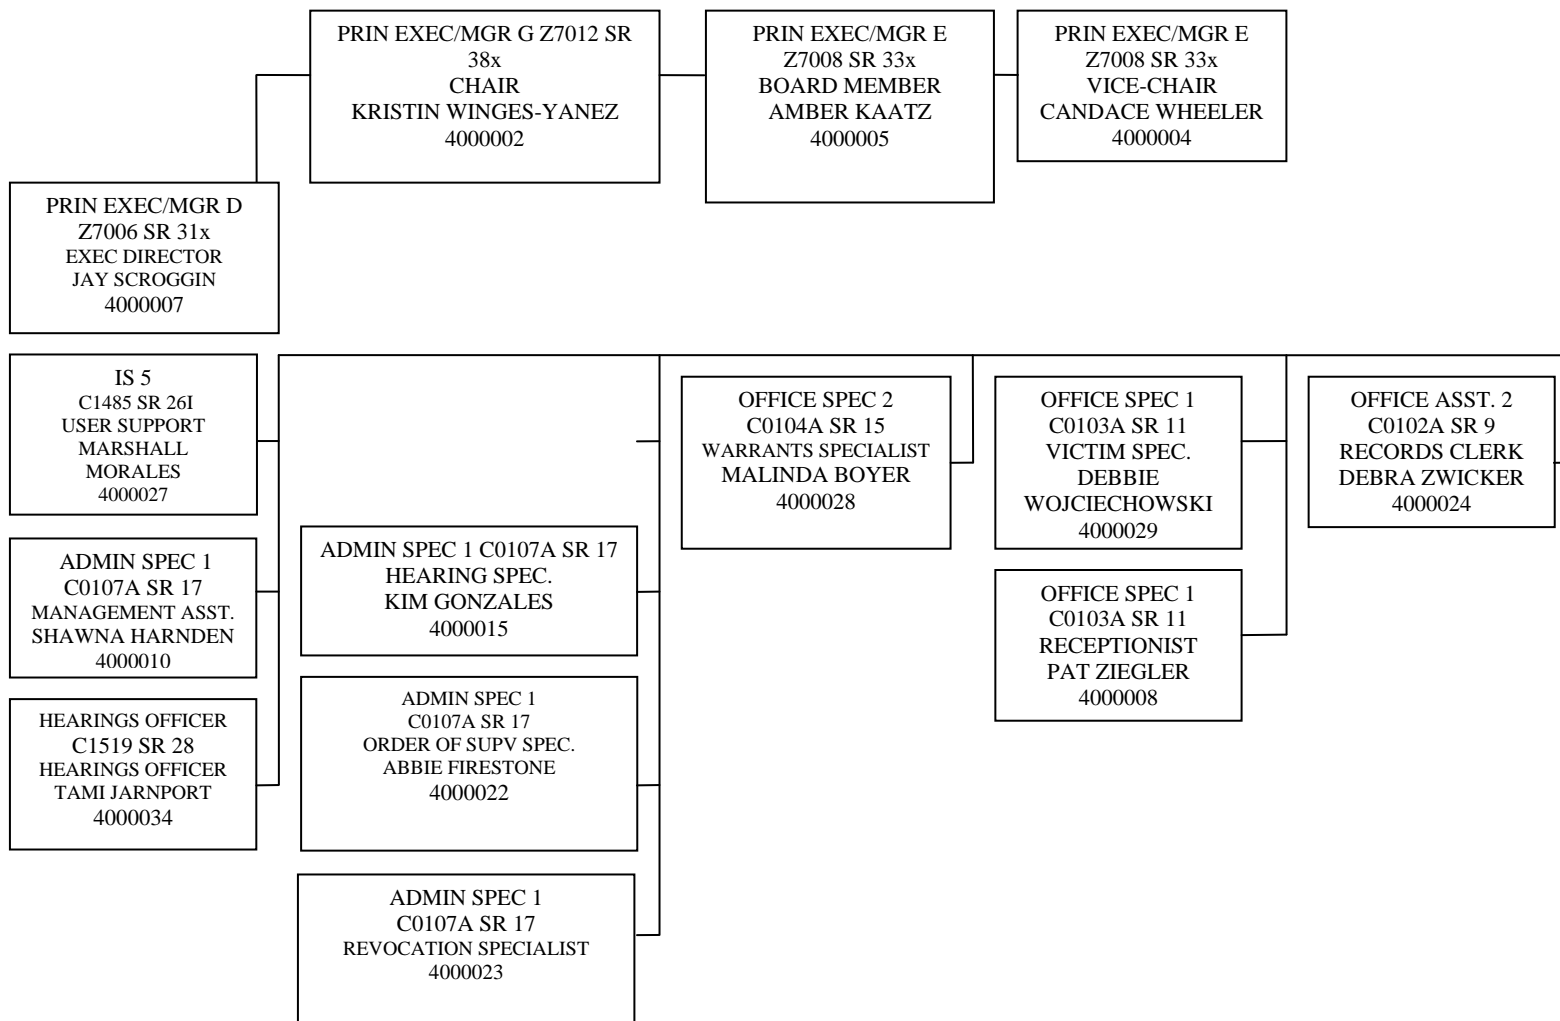 PRIN EXEC/MGR G Z7012 SR
38x
CHAIR
KRISTIN WINGES-YANEZ
4000002
PRIN EXEC/MGR E
Z7008 SR 33x
BOARD MEMBER
AMBER KAATZ
4000005
PRIN EXEC/MGR E
Z7008 SR 33x
VICE-CHAIR
CANDACE WHEELER
4000004
PRIN EXEC/MGR D
Z7006 SR 31x
EXEC DIRECTOR
JAY SCROGGIN
4000007
IS 5
C1485 SR 26I
USER SUPPORT
MARSHALL
MORALES
4000027
ADMIN SPEC 1
C0107A SR 17
MANAGEMENT ASST.
SHAWNA HARNDEN
4000010
HEARINGS OFFICER
C1519 SR 28
HEARINGS OFFICER
TAMI JARNPORT
4000034
ADMIN SPEC 1 C0107A SR 17
HEARING SPEC.
KIM GONZALES
4000015
ADMIN SPEC 1
C0107A SR 17
ORDER OF SUPV SPEC.
ABBIE FIRESTONE
4000022
ADMIN SPEC 1
C0107A SR 17
REVOCATION SPECIALIST
4000023
OFFICE SPEC 2
C0104A SR 15
WARRANTS SPECIALIST
MALINDA BOYER
4000028
OFFICE SPEC 1
C0103A SR 11
VICTIM SPEC.
DEBBIE
WOJCIECHOWSKI
4000029
OFFICE SPEC 1
C0103A SR 11
RECEPTIONIST
PAT ZIEGLER
4000008
OFFICE ASST. 2
C0102A SR 9
RECORDS CLERK
DEBRA ZWICKER
4000024